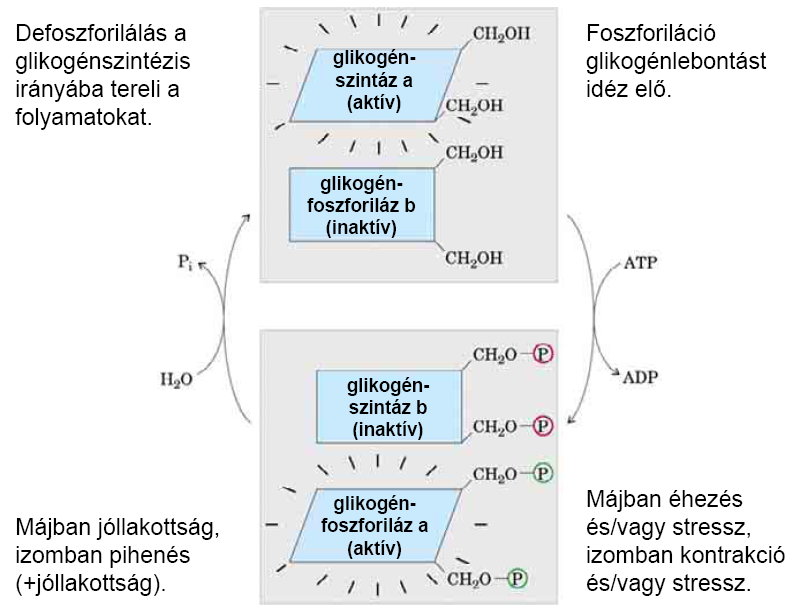 Defoszforilálás a
glikogénszintézis
irányába tereli a
folyamatokat.
glikogén-
szintáz a
(aktív)
CH₂OH
CH₂OH
glikogén-
foszforiláz b
(inaktív)
CH₂OH
CH₂OH
Foszforiláció
glikogénlebontást
idéz elő.
Pᵢ
H₂O
ATP
ADP
glikogén-
szintáz b
(inaktív)
CH₂O–P
CH₂O–P
glikogén-
foszforiláz a
(aktív)
CH₂O–P
CH₂O–P
Májban jóllakottság,
izomban pihenés
(+jóllakottság).
Májban éhezés
és/vagy stressz,
izomban kontrakció
és/vagy stressz.